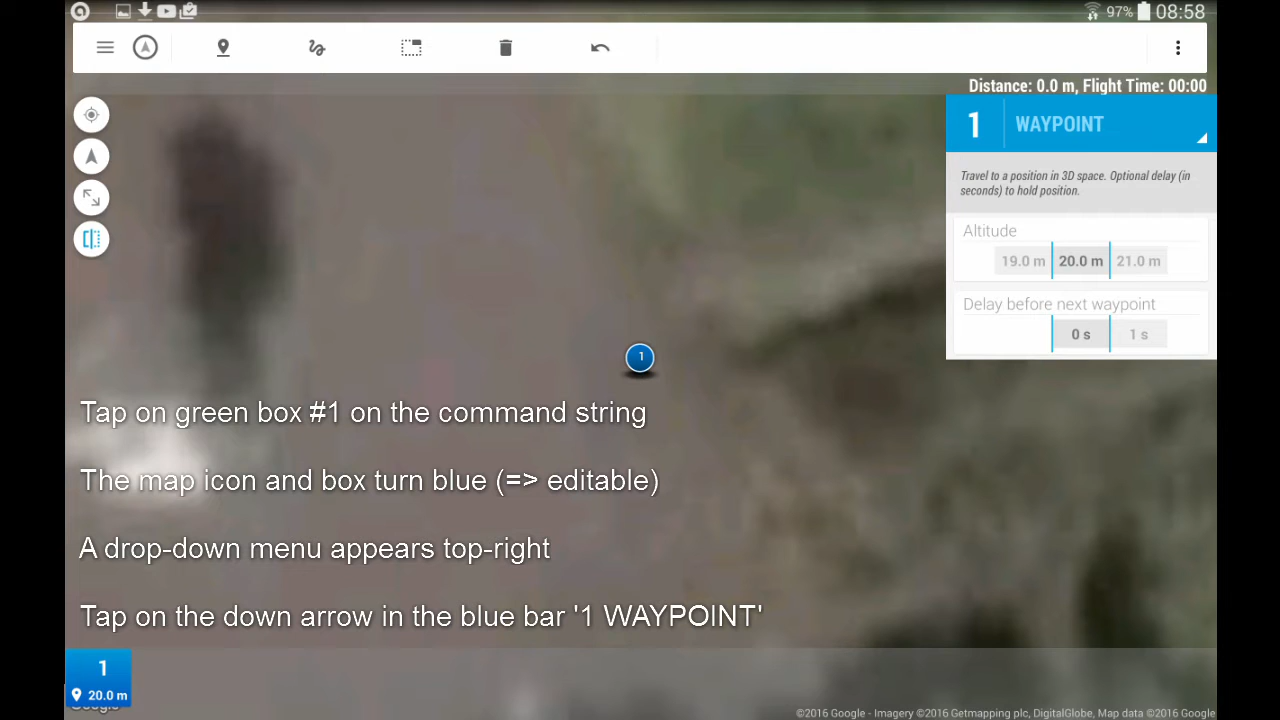 97% 08:58
Distance: 0.0 m, Flight Time: 00:00
1 WAYPOINT
Travel to a position in 3D space. Optional delay (in
seconds) to hold position.
Altitude
19.0 m 20.0 m 21.0 m
Delay before next waypoint
0 s 1 s
1
Tap on green box #1 on the command string
The map icon and box turn blue (=> editable)
A drop-down menu appears top-right
Tap on the down arrow in the blue bar '1 WAYPOINT'
1
20.0 m
Google
©2016 Google - Imagery ©2016 Getmapping plc, DigitalGlobe, Map data ©2016 Google